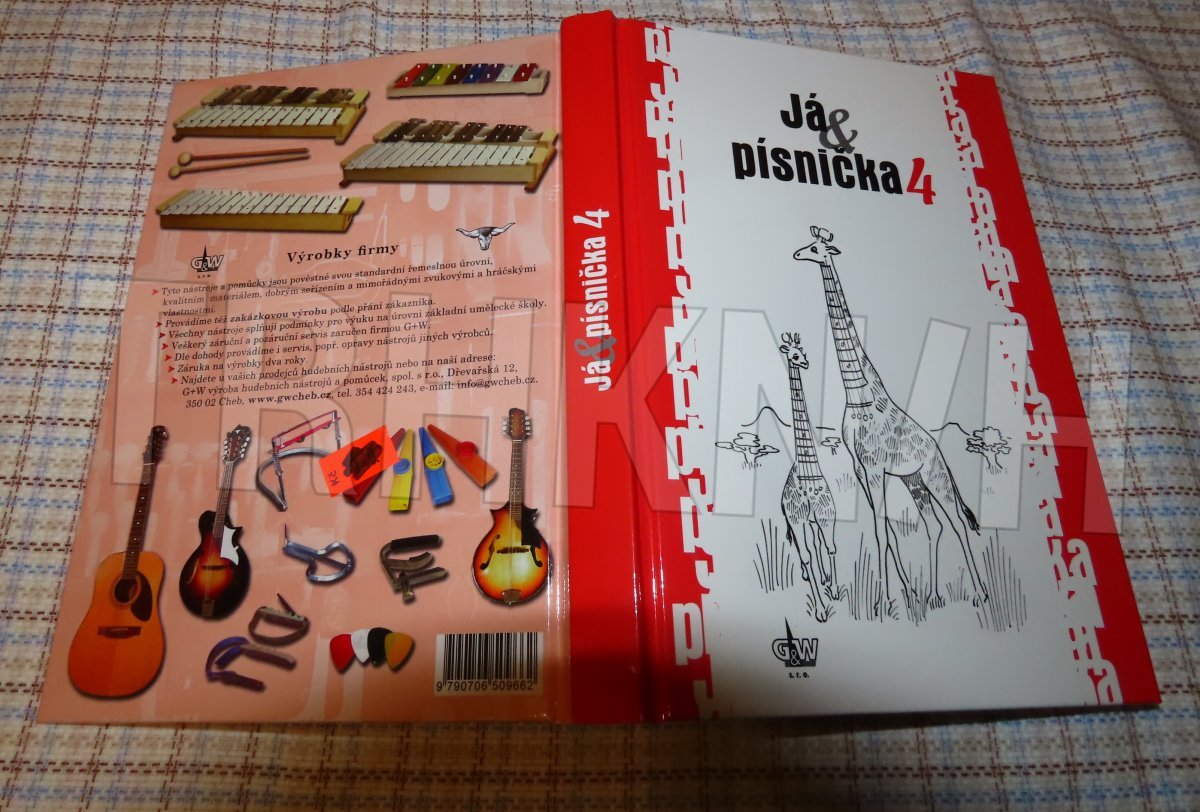 Výrobky firmy
G&W
s.r.o.
Tyto nástroje a pomůcky jsou pověstné svou standardní řemeslnou úrovní,
kvalitním materiálem, dobrým seřízením a mimořádnými zvukovými a hráčskými
vlastnostmi.
Provádíme též zakázkovou výrobu podle přání zákazníka.
Všechny nástroje splňují podmínky pro výuku na úrovni základní umělecké školy.
Veškerý záruční a pozáruční servis zaručen firmou G+W.
Dle dohody provádíme i servis, popř. opravy nástrojů jiných výrobců.
Záruka na výrobky dva roky.
Najdete u vašich prodejců hudebních nástrojů nebo na naší adrese:
G+W výroba hudebních nástrojů a pomůcek, spol. s r.o., Dřevařská 12,
350 02 Cheb, www.gwcheb.cz, tel. 354 424 243, e-mail: info@gwcheb.cz.
Kč
9 790706 509662
Já & písnička 4
Já
&
písnička 4
G&W
s. r. o.